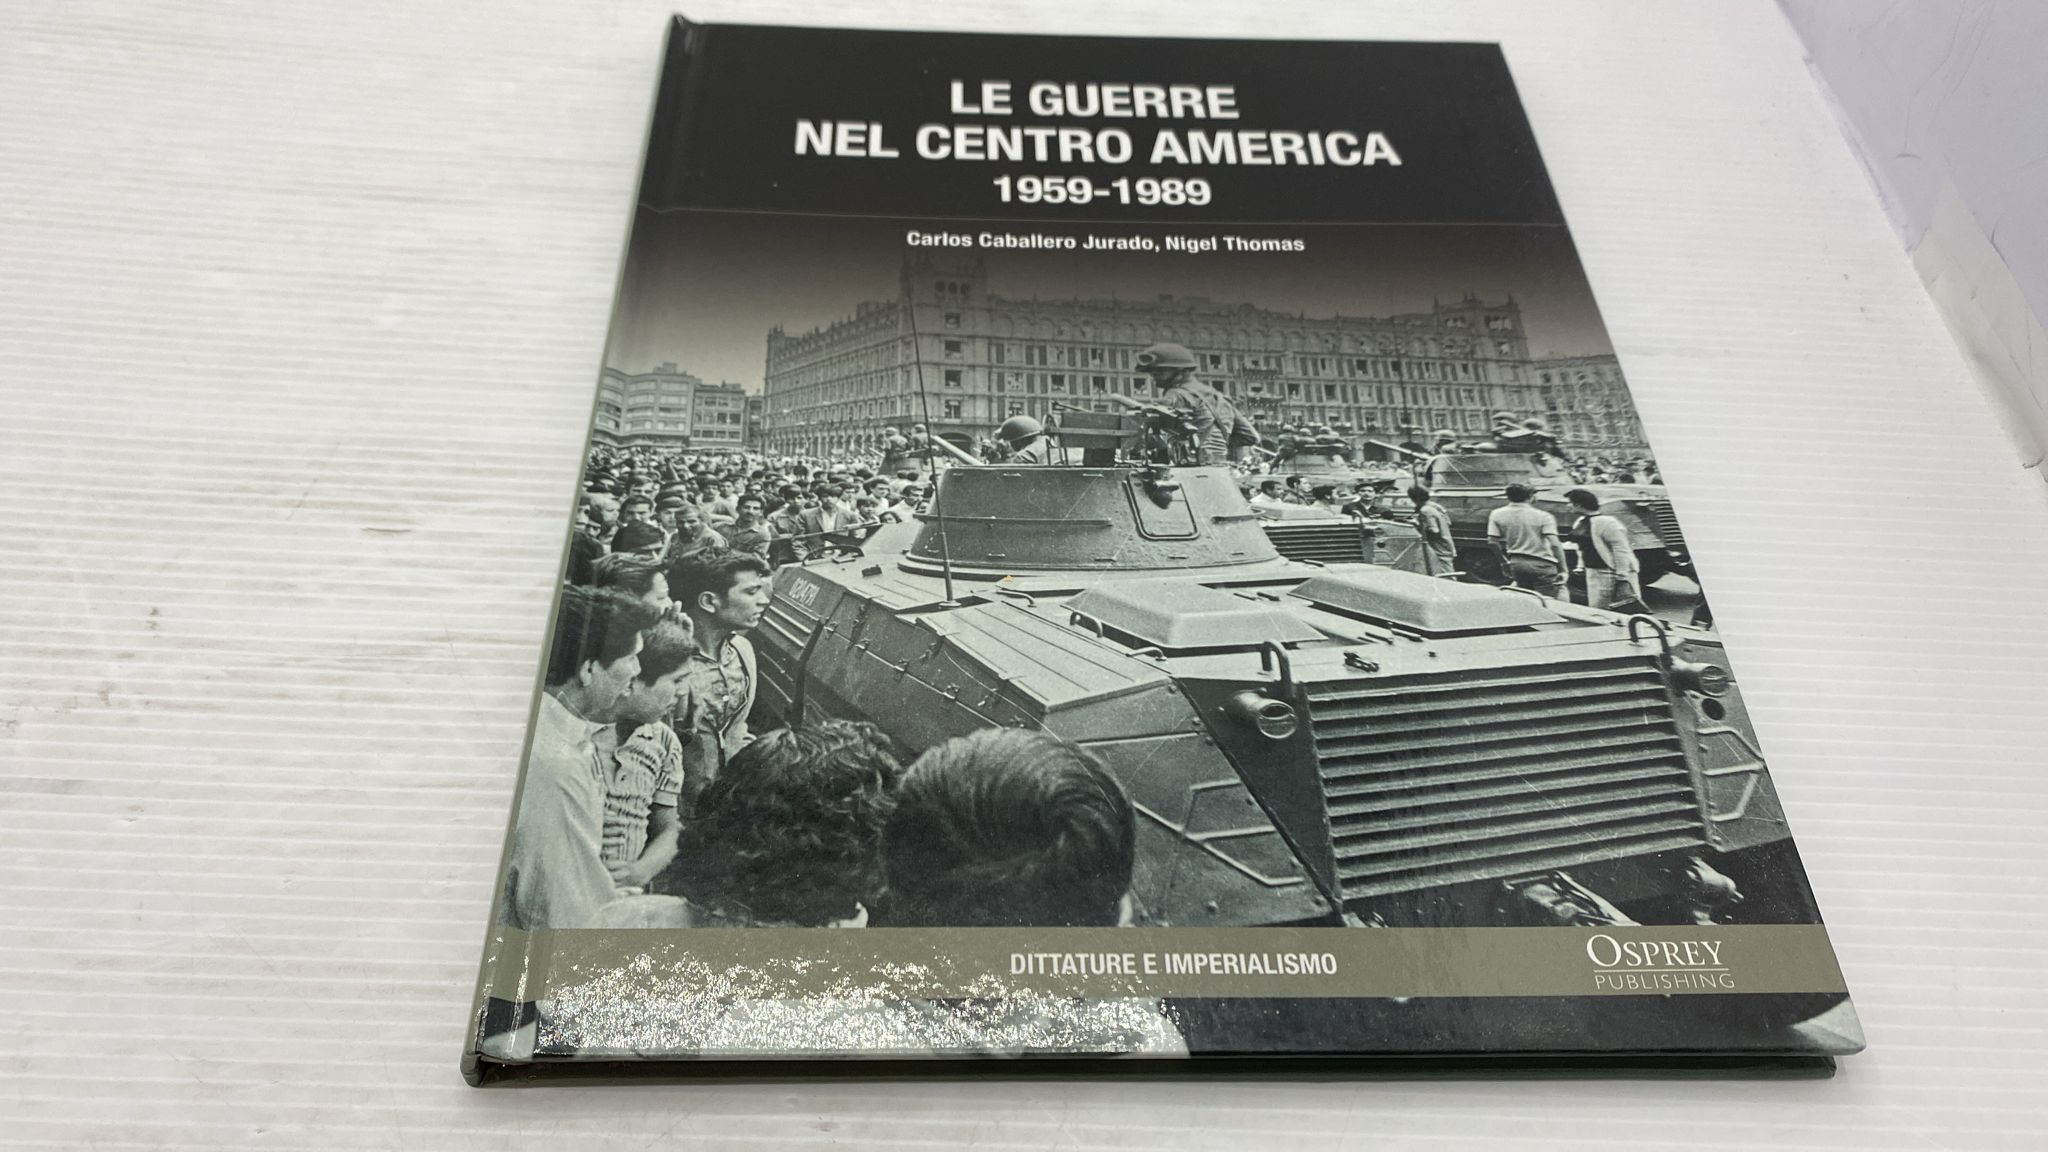 LE GUERRE
NEL CENTRO AMERICA
1959-1989
Carlos Caballero Jurado, Nigel Thomas
DITTATURE E IMPERIALISMO
OSPREY
PUBLISHING